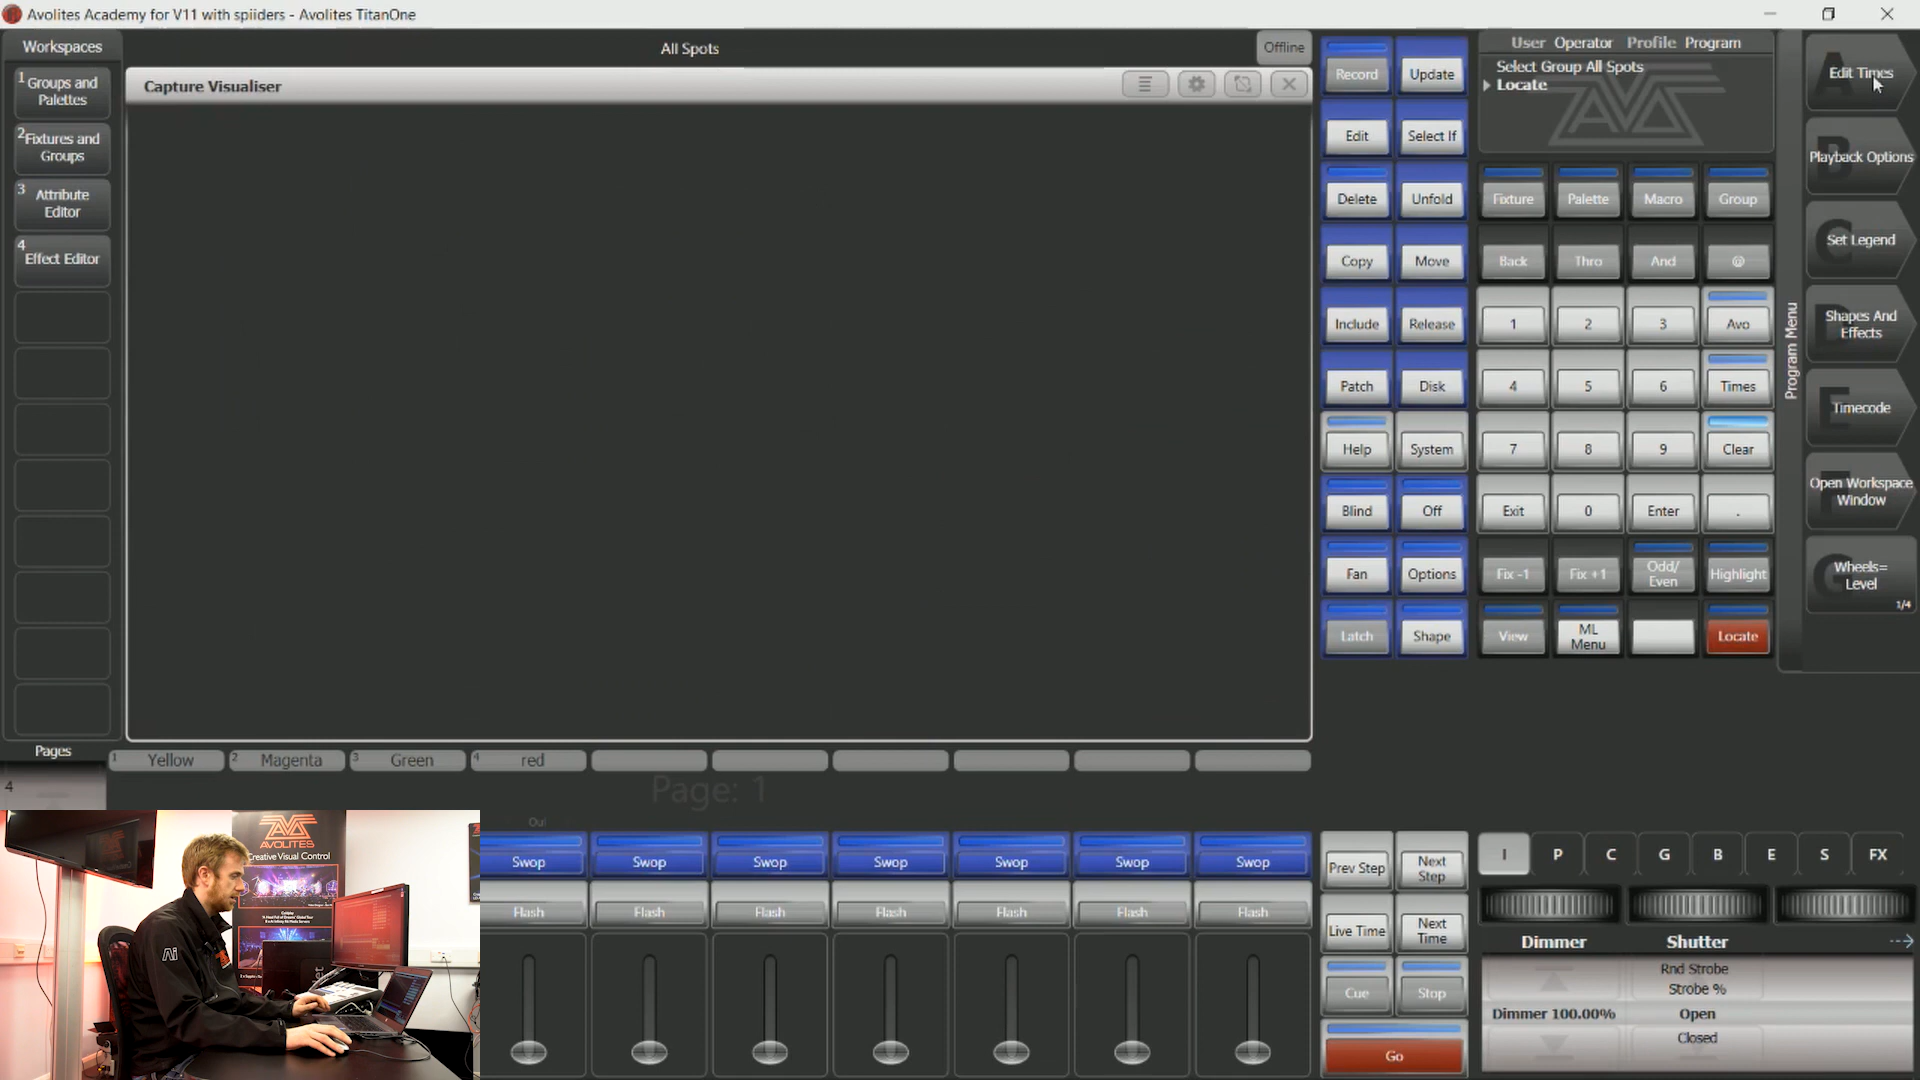 Avolites Academy for V11 with spiiders - Avolites TitanOne
Workspaces
1 Groups and Palettes
2 Fixtures and Groups
3 Attribute Editor
4 Effect Editor
All Spots
Offline
Capture Visualiser
Record
Update
Edit
Select If
Delete
Unfold
Copy
Move
Include
Release
Patch
Disk
Help
System
Blind
Off
Fan
Options
Latch
Shape
User Operator Profile Program
Select Group All Spots
Locate
Fixture
Palette
Macro
Group
Back
Thro
And
@
1
2
3
Avo
4
5
6
Times
7
8
9
Clear
Exit
0
Enter
.
Fix -1
Fix +1
Odd/
Even
Highlight
View
ML
Menu
Locate
Program Menu
A
Edit Times
B
Playback Options
C
Set Legend
D
Shapes And
Effects
E
Timecode
F
Open Workspace
Window
G
Wheels=
Level
1/4
Pages
4
1 Yellow
2 Magenta
3 Green
4 red
Page: 1
Swop
Swop
Swop
Swop
Swop
Swop
Swop
Flash
Flash
Flash
Flash
Flash
Flash
Flash
Prev Step
Next
Step
Live Time
Next
Time
Cue
Stop
Go
I
P
C
G
B
E
S
FX
Dimmer
Shutter
Rnd Strobe
Strobe %
Dimmer 100.00%
Open
Closed
AVOLITES
Creative Visual Control
Ai